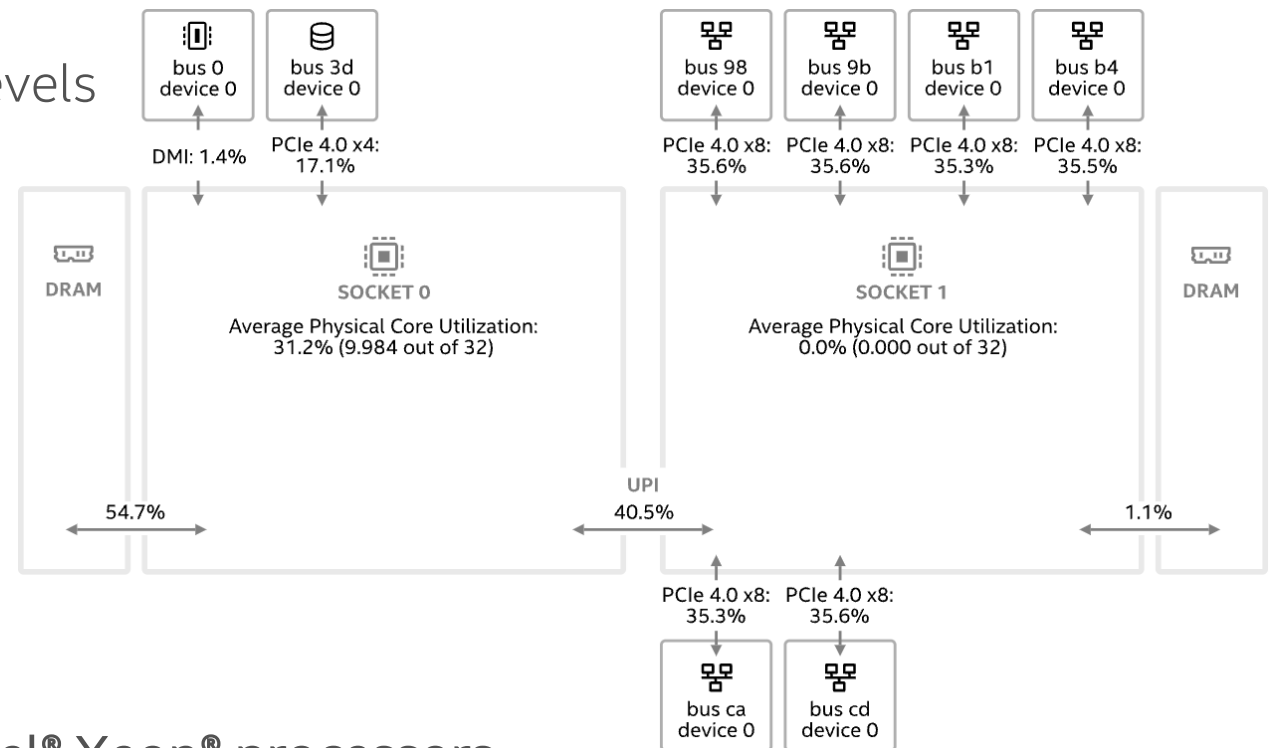 evels
bus 0
device 0
bus 3d
device 0
bus 98
device 0
bus 9b
device 0
bus b1
device 0
bus b4
device 0
DMI: 1.4%
PCIe 4.0 x4:
17.1%
PCIe 4.0 x8:
35.6%
PCIe 4.0 x8:
35.6%
PCIe 4.0 x8:
35.3%
PCIe 4.0 x8:
35.5%
DRAM
SOCKET 0
Average Physical Core Utilization:
31.2% (9.984 out of 32)
SOCKET 1
Average Physical Core Utilization:
0.0% (0.000 out of 32)
DRAM
54.7%
UPI
40.5%
1.1%
PCIe 4.0 x8:
35.3%
PCIe 4.0 x8:
35.6%
bus ca
device 0
bus cd
device 0
el® Xeon® processors